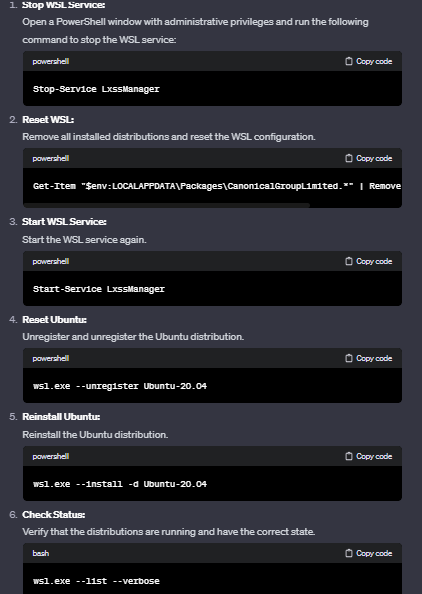 1. Stop WSL Service:
Open a PowerShell window with administrative privileges and run the following
command to stop the WSL service:
powershell Copy code
Stop-Service LxssManager
2. Reset WSL:
Remove all installed distributions and reset the WSL configuration.
powershell Copy code
Get-Item "$env:LOCALAPPDATA\Packages\CanonicalGroupLimited.*" | Remove
3. Start WSL Service:
Start the WSL service again.
powershell Copy code
Start-Service LxssManager
4. Reset Ubuntu:
Unregister and unregister the Ubuntu distribution.
powershell Copy code
wsl.exe --unregister Ubuntu-20.04
5. Reinstall Ubuntu:
Reinstall the Ubuntu distribution.
powershell Copy code
wsl.exe --install -d Ubuntu-20.04
6. Check Status:
Verify that the distributions are running and have the correct state.
bash Copy code
wsl.exe --list --verbose